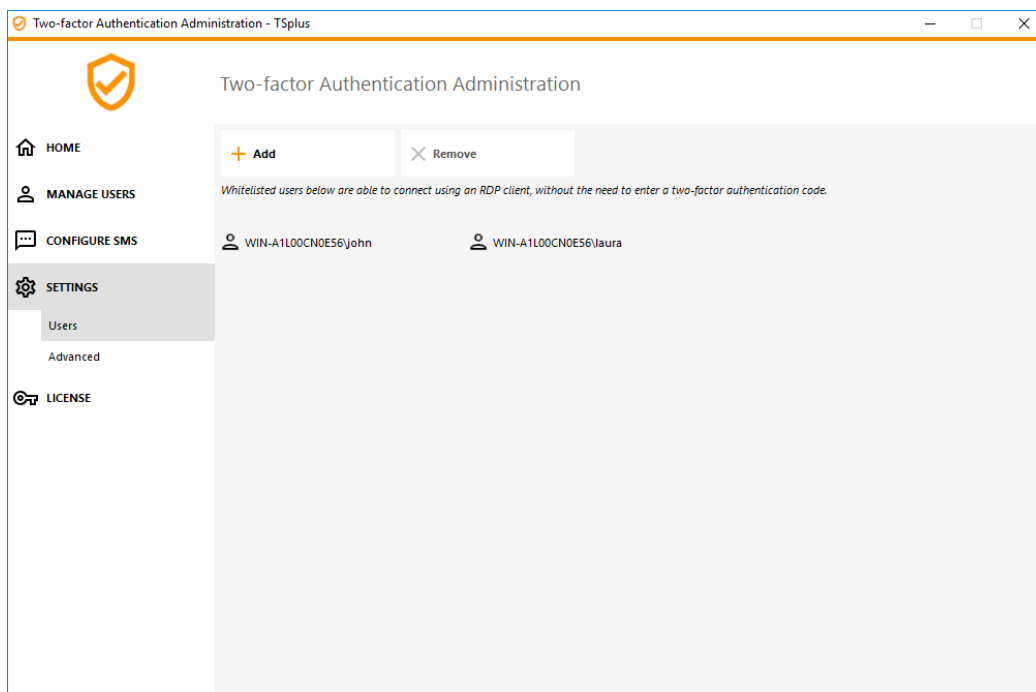 Two-factor Authentication Administration - TSplus
Two-factor Authentication Administration
HOME
MANAGE USERS
CONFIGURE SMS
SETTINGS
Users
Advanced
LICENSE
Add
Remove
Whitelisted users below are able to connect using an RDP client, without the need to enter a two-factor authentication code.
WIN-A1L00CN0E56\john
WIN-A1L00CN0E56\laura